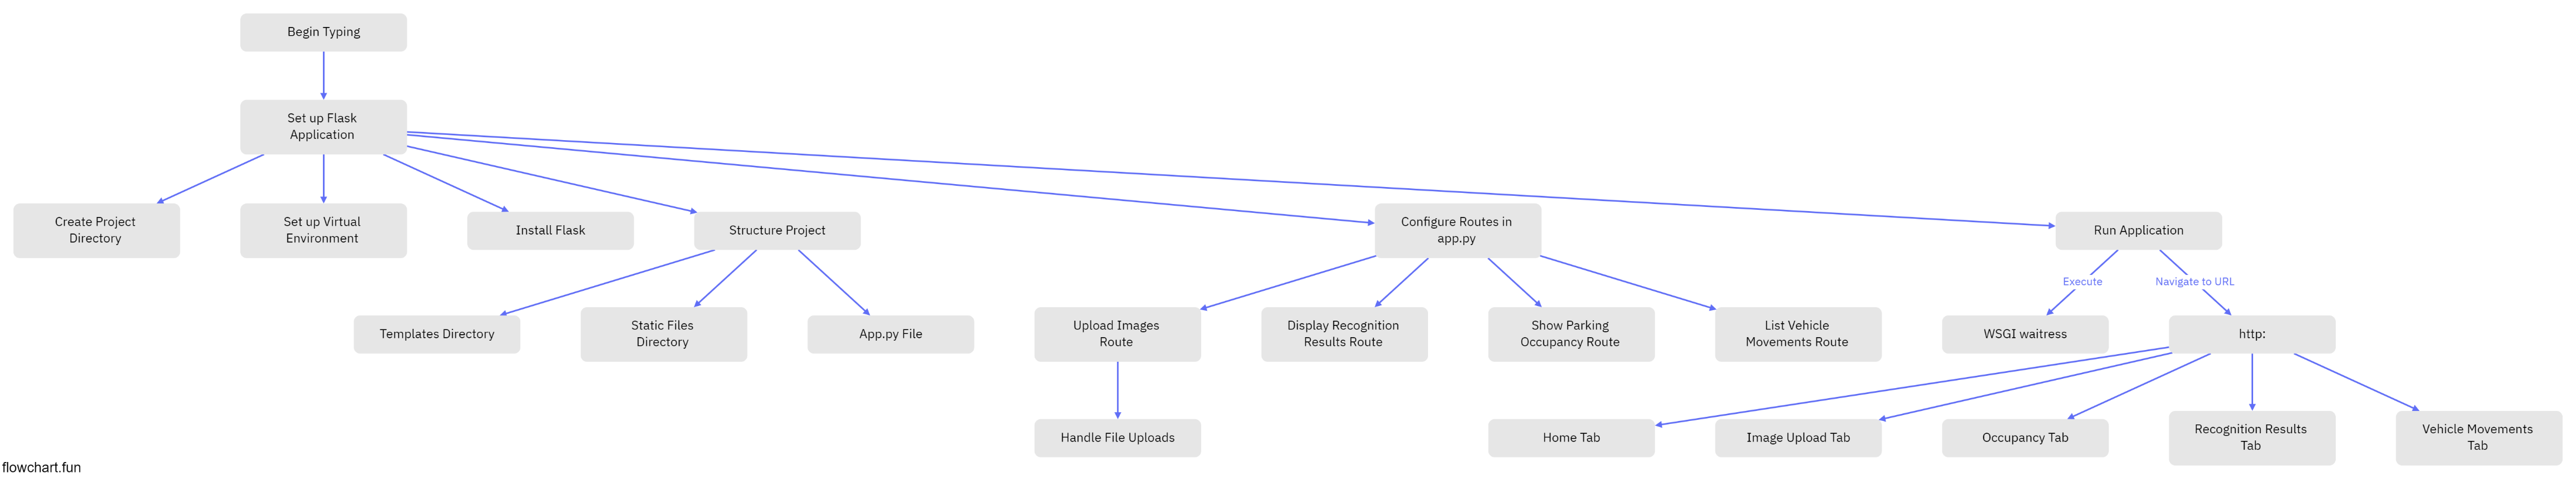 Begin Typing
Set up Flask
Application
Create Project
Directory
Set up Virtual
Environment
Install Flask
Structure Project
Configure Routes in
app.py
Run Application
Execute
Navigate to URL
Templates Directory
Static Files
Directory
App.py File
Upload Images
Route
Display Recognition
Results Route
Show Parking
Occupancy Route
List Vehicle
Movements Route
WSGI waitress
http:
Handle File Uploads
Home Tab
Image Upload Tab
Occupancy Tab
Recognition Results
Tab
Vehicle Movements
Tab
flowchart.fun